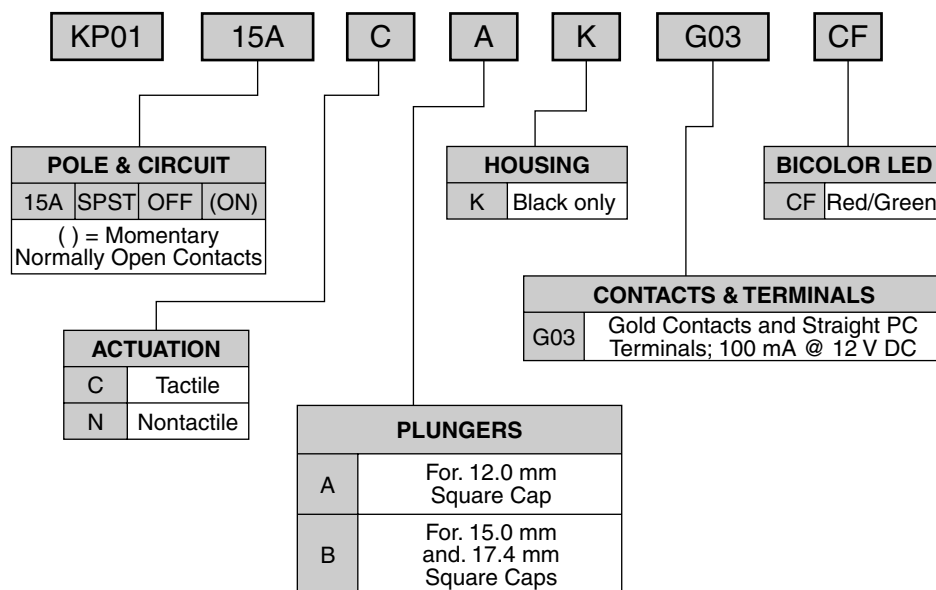 KP01 15A C A K G03 CF
POLE & CIRCUIT
15A SPST OFF (ON)
( ) = Momentary
Normally Open Contacts
HOUSING
K Black only
BICOLOR LED
CF Red/Green
CONTACTS & TERMINALS
G03 Gold Contacts and Straight PC
Terminals; 100 mA @ 12 V DC
ACTUATION
C Tactile
N Nontactile
PLUNGERS
A For. 12.0 mm
Square Cap
B For. 15.0 mm
and. 17.4 mm
Square Caps